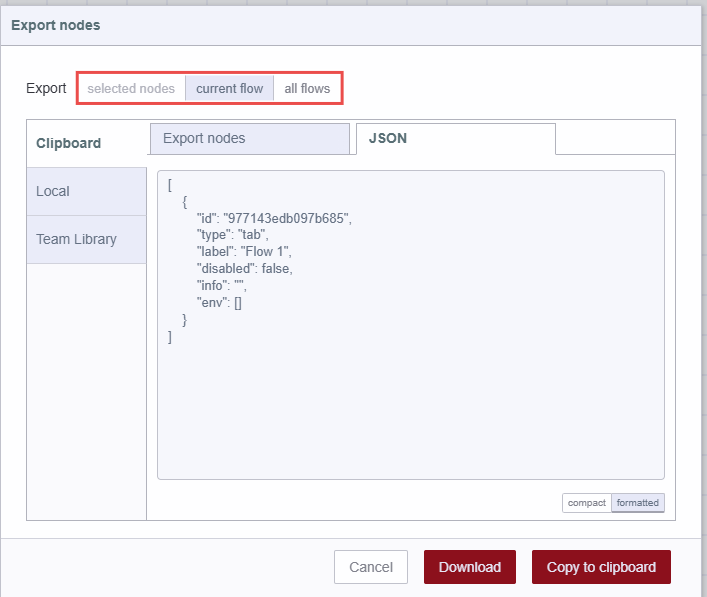 Export nodes
Export selected nodes current flow all flows
Clipboard
Local
Team Library
Export nodes JSON
[
    {
        "id": "977143edb097b685",
        "type": "tab",
        "label": "Flow 1",
        "disabled": false,
        "info": "",
        "env": []
    }
]
compact formatted
Cancel Download Copy to clipboard